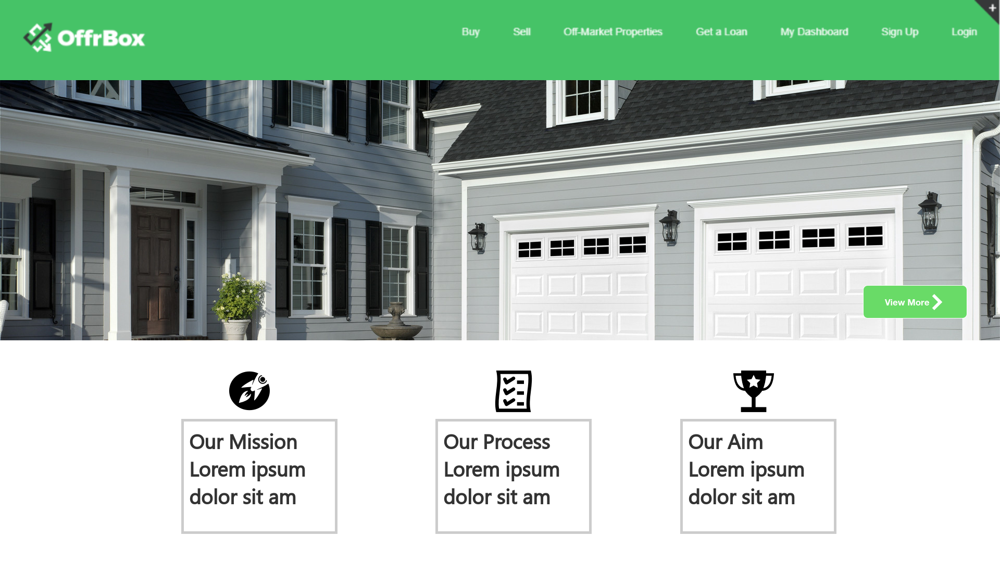 OffrBox
Buy Sell Off-Market Properties Get a Loan My Dashboard Sign Up Login
View More
Our Mission
Lorem ipsum
dolor sit am
Our Process
Lorem ipsum
dolor sit am
Our Aim
Lorem ipsum
dolor sit am